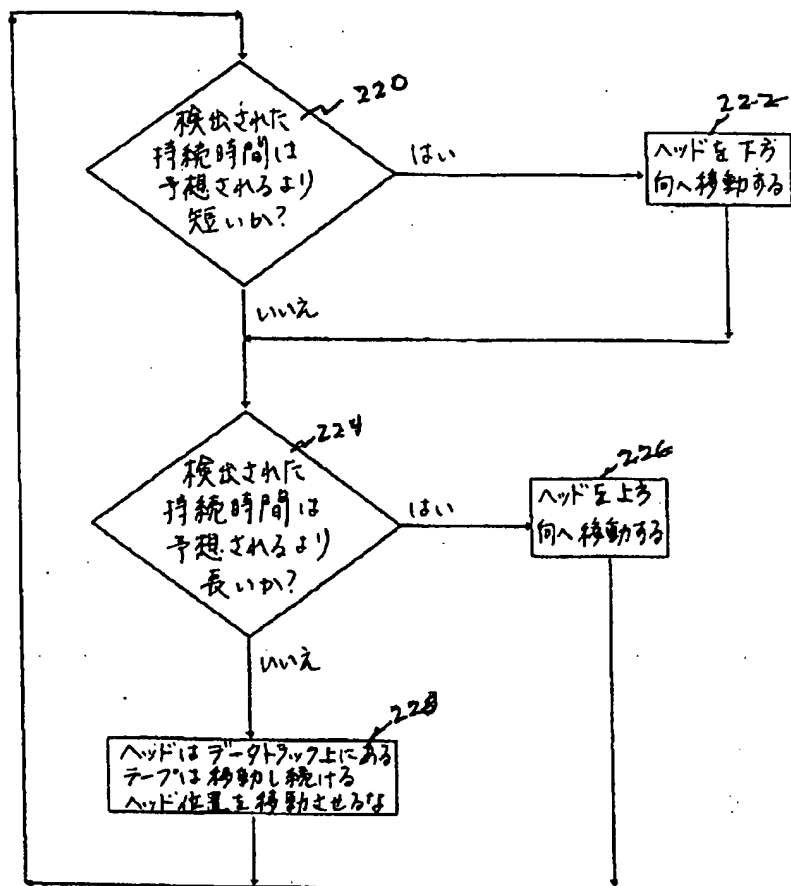 220
検出された
持続時間は
予想されるより
短いか?
はい
222
ヘッドを下方
向へ移動する
いいえ
224
検出された
持続時間は
予想されるより
長いか?
はい
226
ヘッドを上方
向へ移動する
いいえ
228
ヘッドはデータトラック上にある
テープは移動し続ける
ヘッド位置を移動させるな